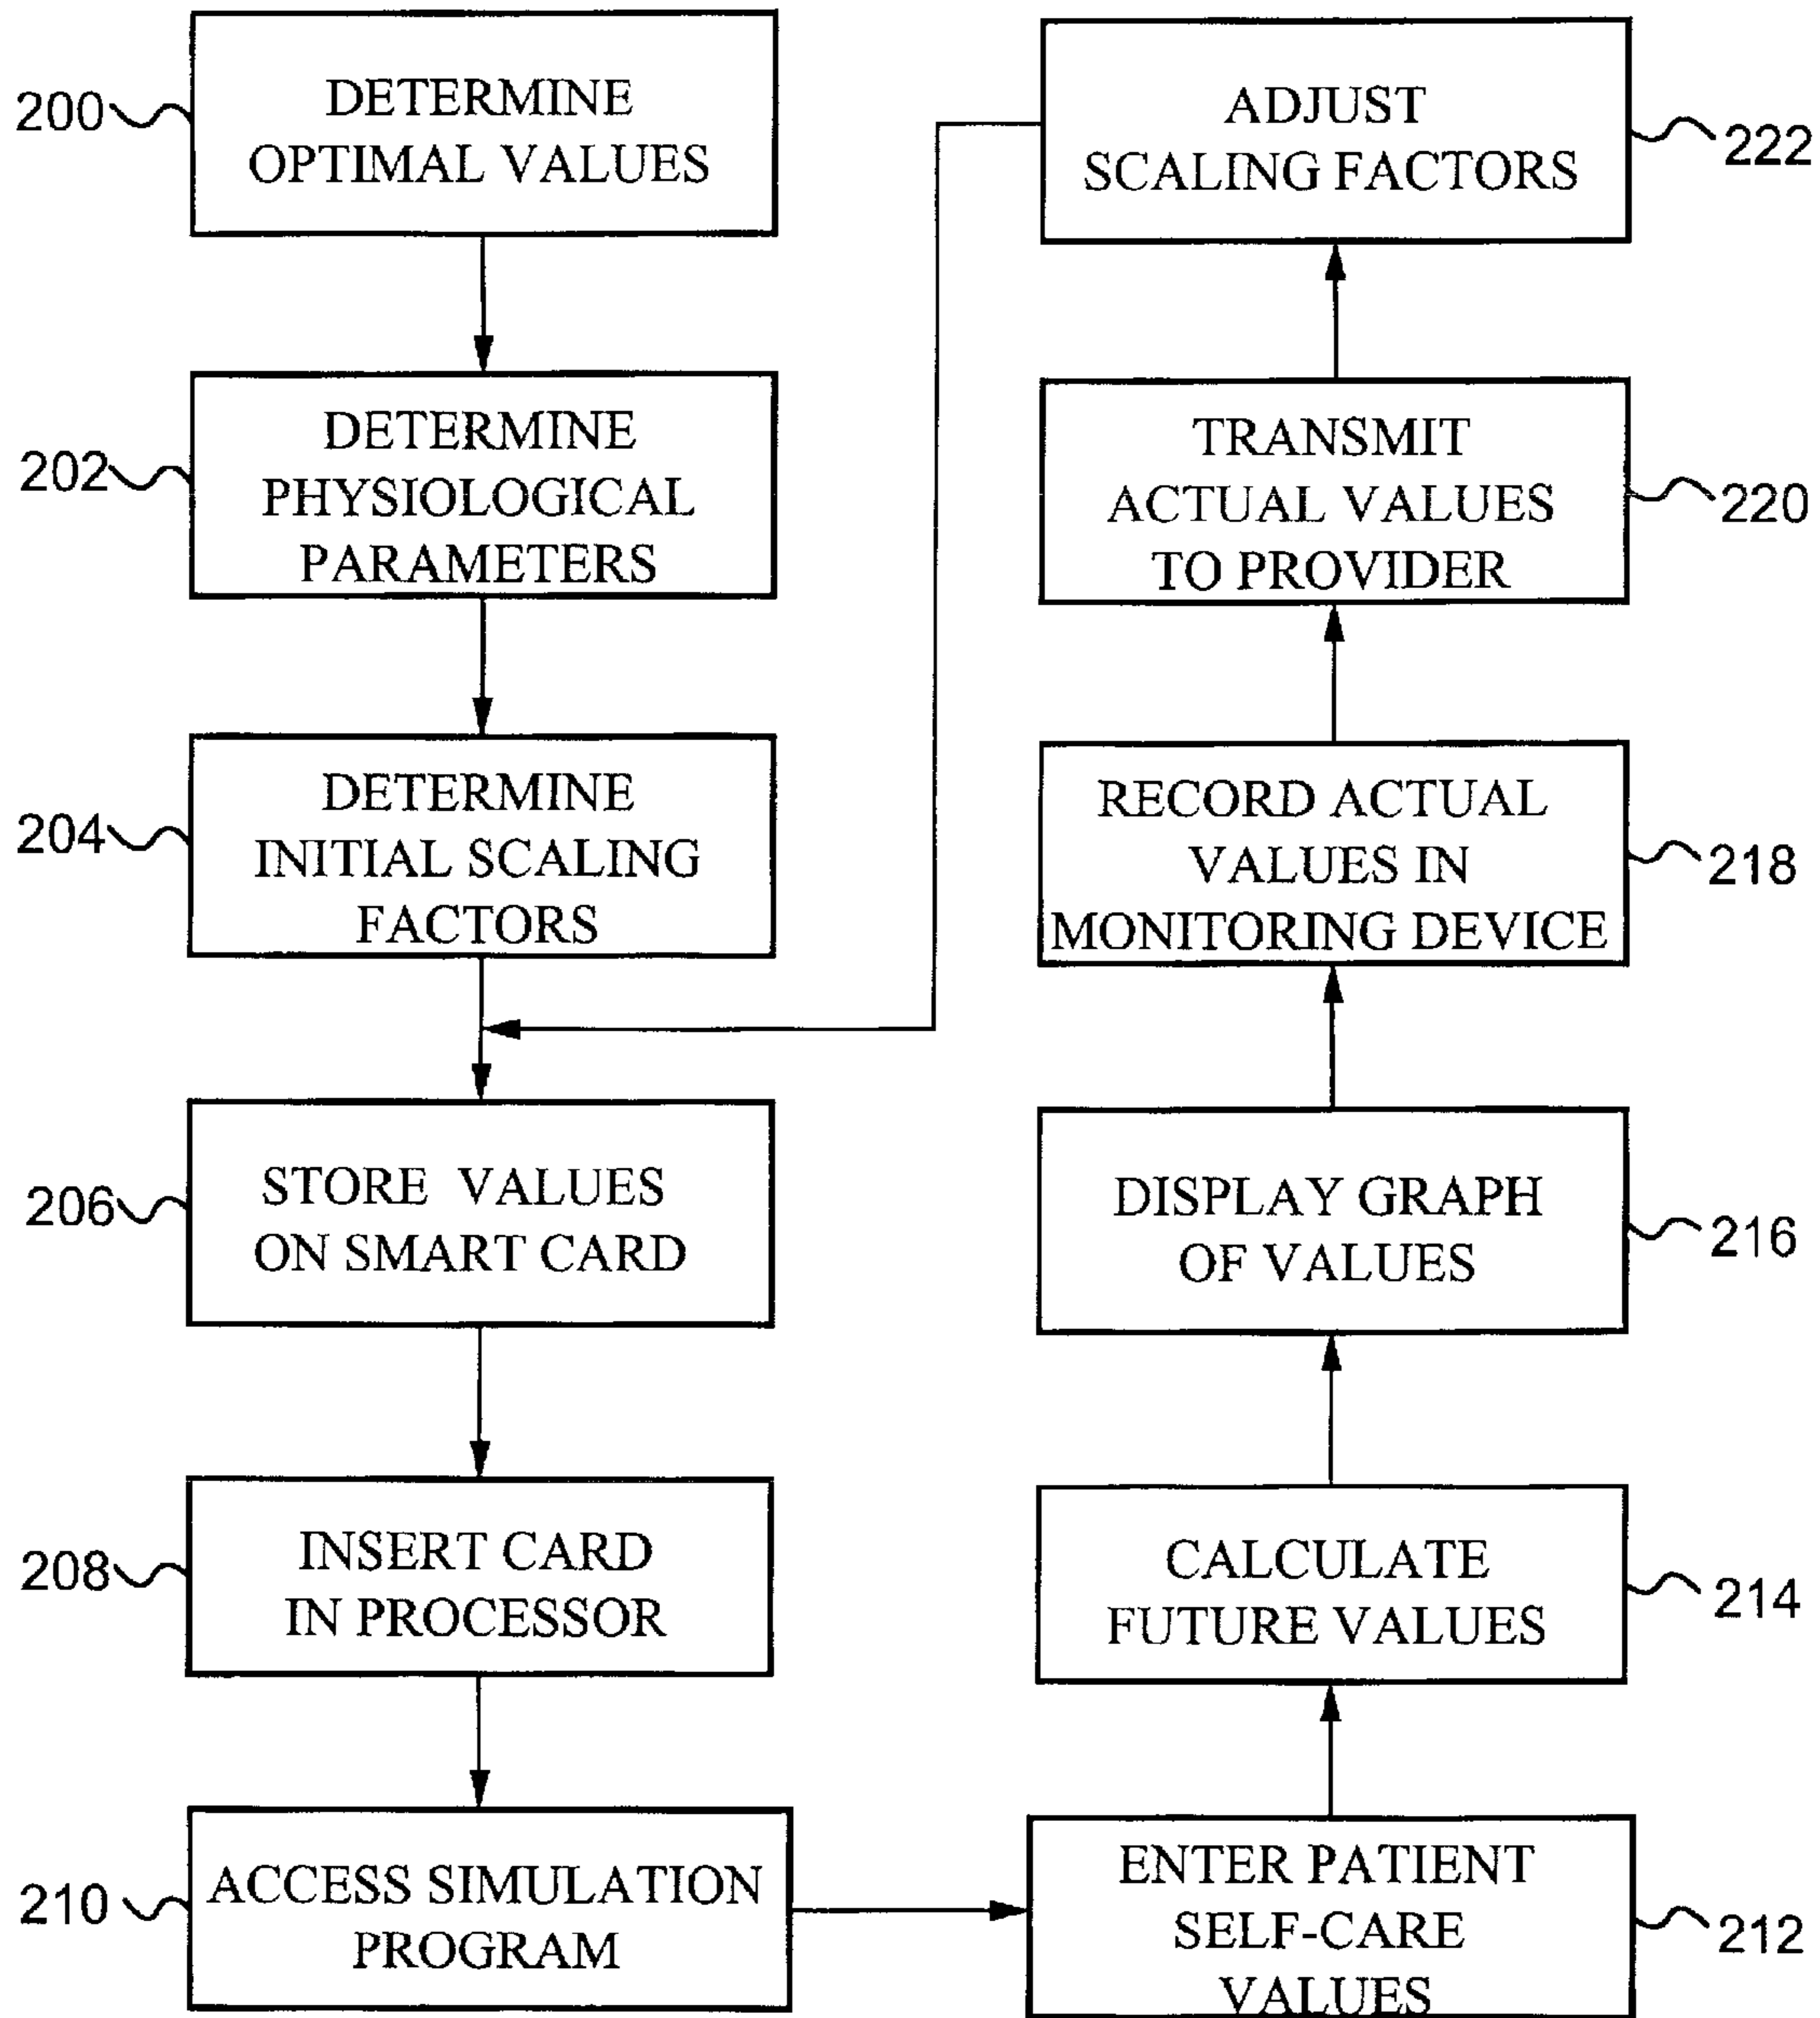 200
DETERMINE
OPTIMAL VALUES
202
DETERMINE
PHYSIOLOGICAL
PARAMETERS
204
DETERMINE
INITIAL SCALING
FACTORS
206
STORE VALUES
ON SMART CARD
208
INSERT CARD
IN PROCESSOR
210
ACCESS SIMULATION
PROGRAM
ENTER PATIENT
SELF-CARE
VALUES
212
CALCULATE
FUTURE VALUES
214
DISPLAY GRAPH
OF VALUES
216
RECORD ACTUAL
VALUES IN
MONITORING DEVICE
218
TRANSMIT
ACTUAL VALUES
TO PROVIDER
220
ADJUST
SCALING FACTORS
222